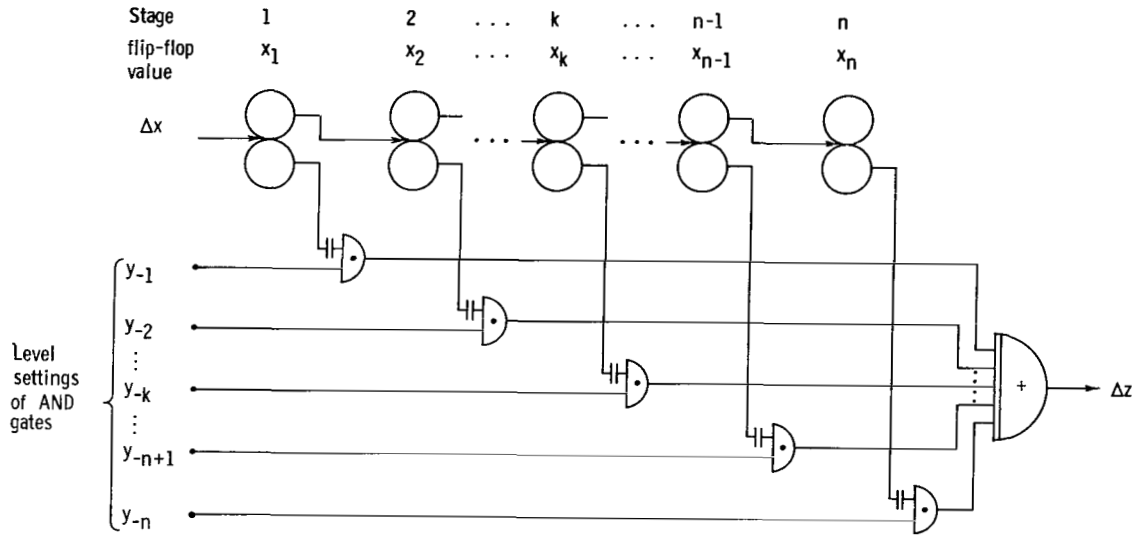 Stage 1 2 ... k ... n-1 n
flip-flop value x₁ x₂ ... xₖ ... xₙ₋₁ xₙ
Δx
... ...
y₋₁
y₋₂
⋮
y₋ₖ
⋮
y₋ₙ₊₁
y₋ₙ
Level
settings
of AND
gates
+
Δz